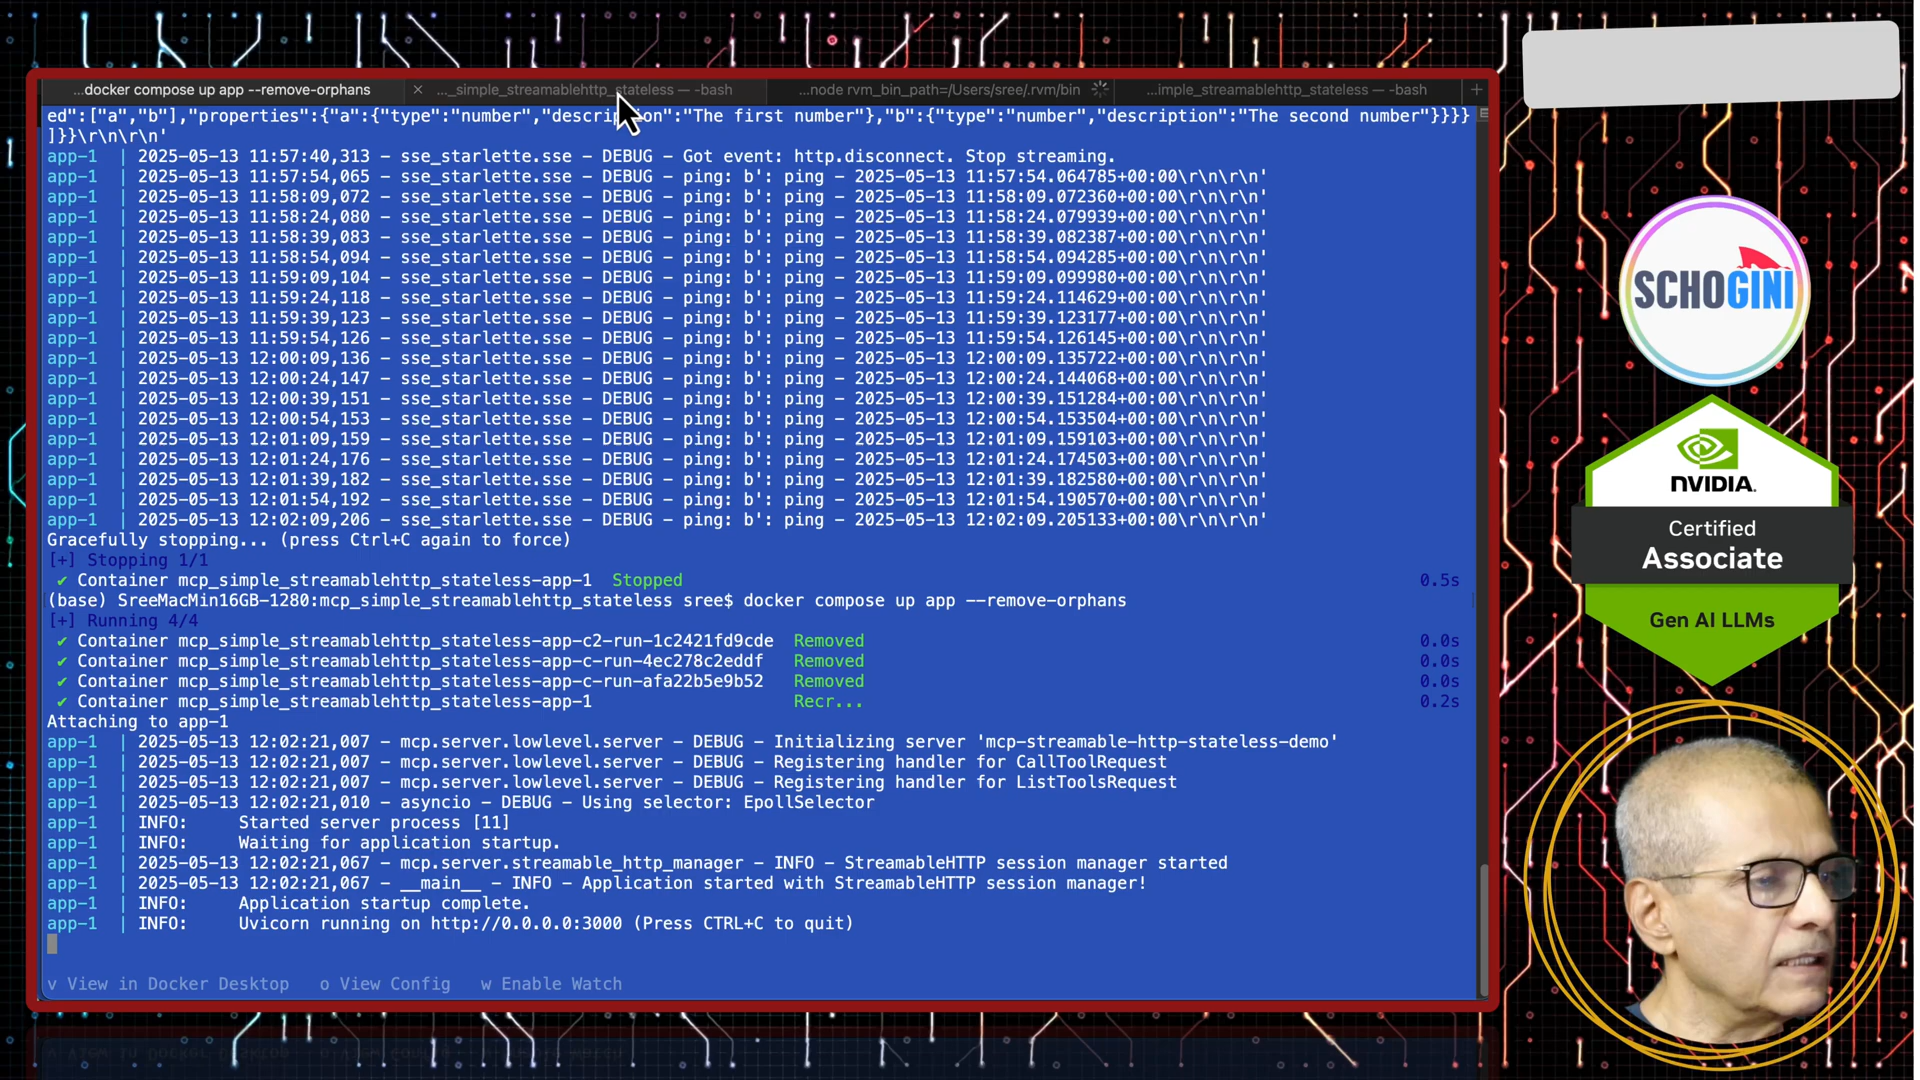 ...docker compose up app --remove-orphans
..._simple_streamablehttp_stateless — -bash
...node rvm_bin_path=/Users/sree/.rvm/bin
...imple_streamablehttp_stateless — -bash
ed":["a","b"],"properties":{"a":{"type":"number","description":"The first number"},"b":{"type":"number","description":"The second number"}}}}
]}}\r\n\r\n'
app-1  | 2025-05-13 11:57:40,313 - sse_starlette.sse - DEBUG - Got event: http.disconnect. Stop streaming.
app-1  | 2025-05-13 11:57:54,065 - sse_starlette.sse - DEBUG - ping: b': ping - 2025-05-13 11:57:54.064785+00:00\r\n\r\n'
app-1  | 2025-05-13 11:58:09,072 - sse_starlette.sse - DEBUG - ping: b': ping - 2025-05-13 11:58:09.072360+00:00\r\n\r\n'
app-1  | 2025-05-13 11:58:24,080 - sse_starlette.sse - DEBUG - ping: b': ping - 2025-05-13 11:58:24.079939+00:00\r\n\r\n'
app-1  | 2025-05-13 11:58:39,083 - sse_starlette.sse - DEBUG - ping: b': ping - 2025-05-13 11:58:39.082387+00:00\r\n\r\n'
app-1  | 2025-05-13 11:58:54,094 - sse_starlette.sse - DEBUG - ping: b': ping - 2025-05-13 11:58:54.094285+00:00\r\n\r\n'
app-1  | 2025-05-13 11:59:09,104 - sse_starlette.sse - DEBUG - ping: b': ping - 2025-05-13 11:59:09.099980+00:00\r\n\r\n'
app-1  | 2025-05-13 11:59:24,118 - sse_starlette.sse - DEBUG - ping: b': ping - 2025-05-13 11:59:24.114629+00:00\r\n\r\n'
app-1  | 2025-05-13 11:59:39,123 - sse_starlette.sse - DEBUG - ping: b': ping - 2025-05-13 11:59:39.123177+00:00\r\n\r\n'
app-1  | 2025-05-13 11:59:54,126 - sse_starlette.sse - DEBUG - ping: b': ping - 2025-05-13 11:59:54.126145+00:00\r\n\r\n'
app-1  | 2025-05-13 12:00:09,136 - sse_starlette.sse - DEBUG - ping: b': ping - 2025-05-13 12:00:09.135722+00:00\r\n\r\n'
app-1  | 2025-05-13 12:00:24,147 - sse_starlette.sse - DEBUG - ping: b': ping - 2025-05-13 12:00:24.144068+00:00\r\n\r\n'
app-1  | 2025-05-13 12:00:39,151 - sse_starlette.sse - DEBUG - ping: b': ping - 2025-05-13 12:00:39.151284+00:00\r\n\r\n'
app-1  | 2025-05-13 12:00:54,153 - sse_starlette.sse - DEBUG - ping: b': ping - 2025-05-13 12:00:54.153504+00:00\r\n\r\n'
app-1  | 2025-05-13 12:01:09,159 - sse_starlette.sse - DEBUG - ping: b': ping - 2025-05-13 12:01:09.159103+00:00\r\n\r\n'
app-1  | 2025-05-13 12:01:24,176 - sse_starlette.sse - DEBUG - ping: b': ping - 2025-05-13 12:01:24.174503+00:00\r\n\r\n'
app-1  | 2025-05-13 12:01:39,182 - sse_starlette.sse - DEBUG - ping: b': ping - 2025-05-13 12:01:39.182580+00:00\r\n\r\n'
app-1  | 2025-05-13 12:01:54,192 - sse_starlette.sse - DEBUG - ping: b': ping - 2025-05-13 12:01:54.190570+00:00\r\n\r\n'
app-1  | 2025-05-13 12:02:09,206 - sse_starlette.sse - DEBUG - ping: b': ping - 2025-05-13 12:02:09.205133+00:00\r\n\r\n'
Gracefully stopping... (press Ctrl+C again to force)
[+] Stopping 1/1
✔ Container mcp_simple_streamablehttp_stateless-app-1  Stopped 0.5s
(base) SreeMacMin16GB-1280:mcp_simple_streamablehttp_stateless sree$ docker compose up app --remove-orphans
[+] Running 4/4
✔ Container mcp_simple_streamablehttp_stateless-app-c2-run-1c2421fd9cde  Removed 0.0s
✔ Container mcp_simple_streamablehttp_stateless-app-c-run-4ec278c2eddf  Removed 0.0s
✔ Container mcp_simple_streamablehttp_stateless-app-c-run-afa22b5e9b52  Removed 0.0s
✔ Container mcp_simple_streamablehttp_stateless-app-1  Recr... 0.2s
Attaching to app-1
app-1  | 2025-05-13 12:02:21,007 - mcp.server.lowlevel.server - DEBUG - Initializing server 'mcp-streamable-http-stateless-demo'
app-1  | 2025-05-13 12:02:21,007 - mcp.server.lowlevel.server - DEBUG - Registering handler for CallToolRequest
app-1  | 2025-05-13 12:02:21,007 - mcp.server.lowlevel.server - DEBUG - Registering handler for ListToolsRequest
app-1  | 2025-05-13 12:02:21,010 - asyncio - DEBUG - Using selector: EpollSelector
app-1  | INFO:     Started server process [11]
app-1  | INFO:     Waiting for application startup.
app-1  | 2025-05-13 12:02:21,067 - mcp.server.streamable_http_manager - INFO - StreamableHTTP session manager started
app-1  | 2025-05-13 12:02:21,067 - __main__ - INFO - Application started with StreamableHTTP session manager!
app-1  | INFO:     Application startup complete.
app-1  | INFO:     Uvicorn running on http://0.0.0.0:3000 (Press CTRL+C to quit)
v View in Docker Desktop   o View Config   w Enable Watch
SCHOGINI
NVIDIA.
Certified
Associate
Gen AI LLMs